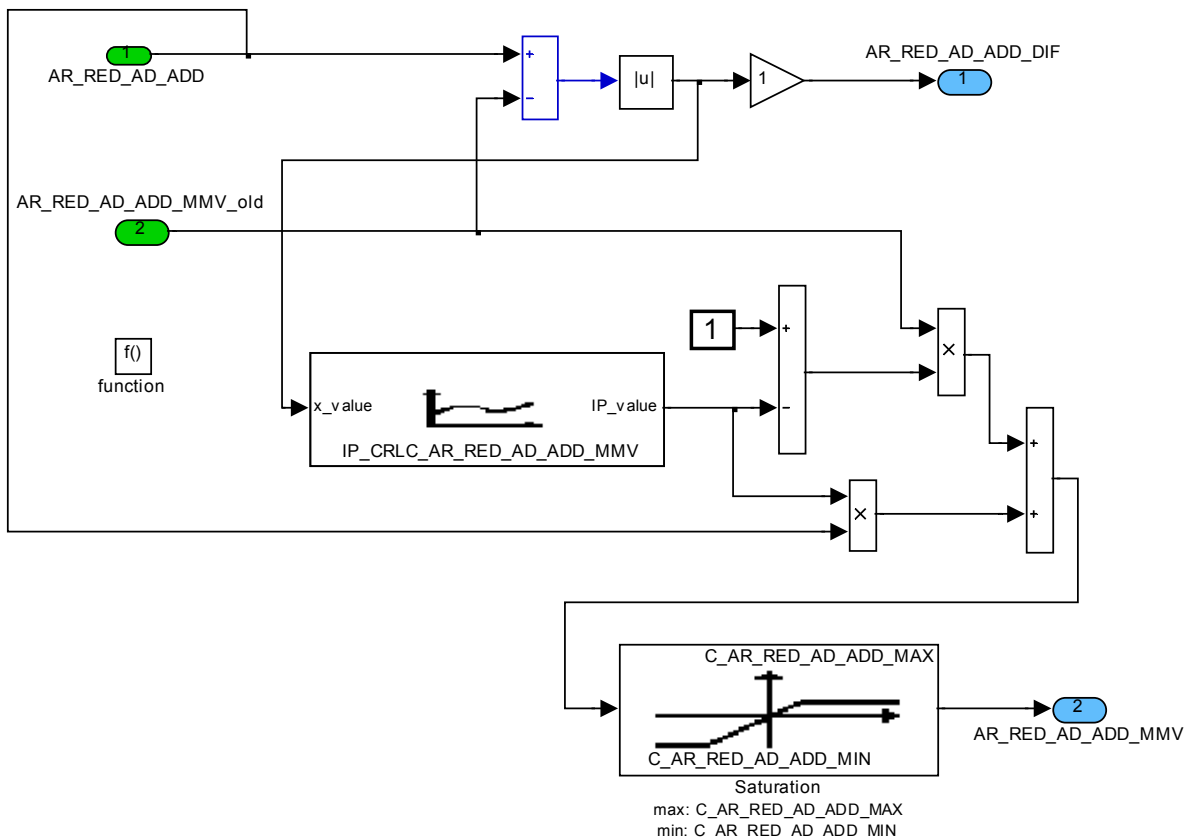 AR_RED_AD_ADD_DIF
1
AR_RED_AD_ADD
+
−
|u|
1
1
AR_RED_AD_ADD_MMV_old
2
f()
function
1
+
−
×
x_value
IP_value
IP_CRLC_AR_RED_AD_ADD_MMV
+
+
×
C_AR_RED_AD_ADD_MAX
C_AR_RED_AD_ADD_MIN
2
AR_RED_AD_ADD_MMV
Saturation
max: C_AR_RED_AD_ADD_MAX
min: C_AR_RED_AD_ADD_MIN